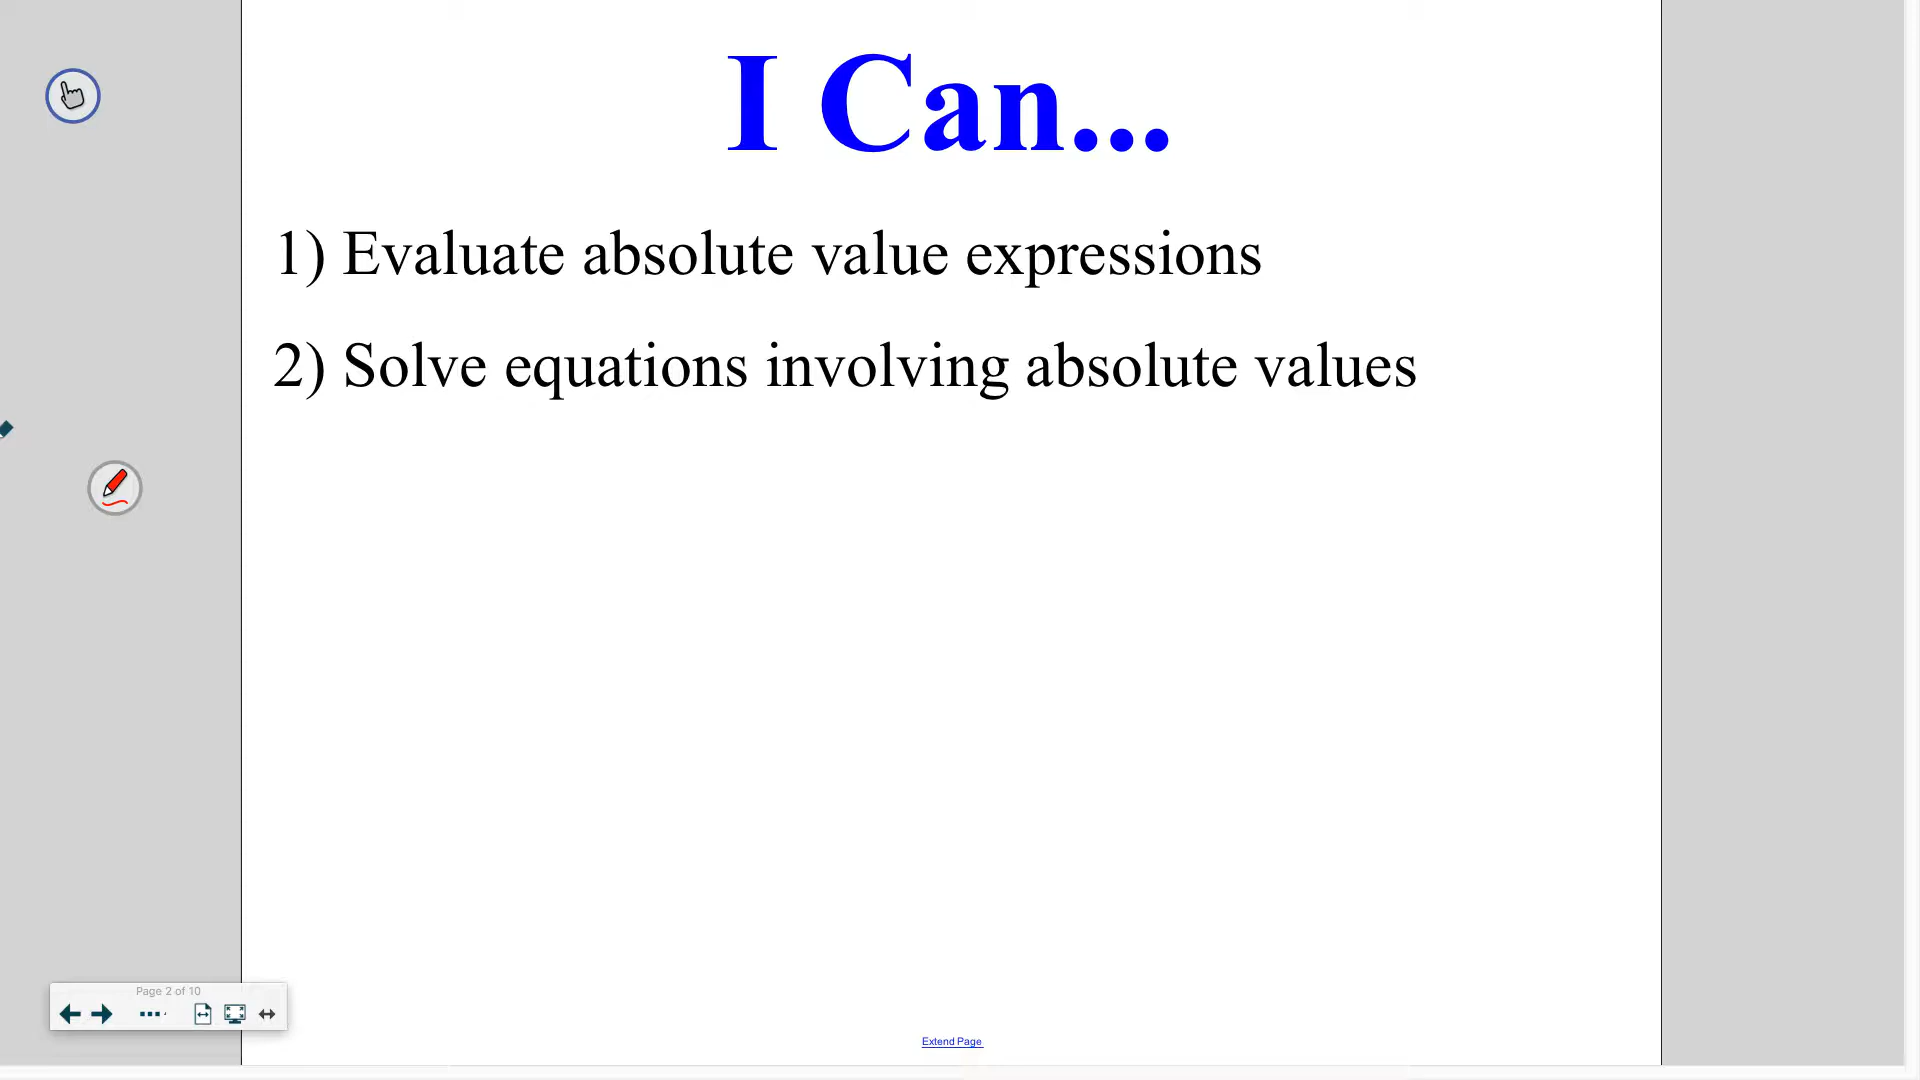 I Can...
1) Evaluate absolute value expressions
2) Solve equations involving absolute values
Page 2 of 10
Extend Page